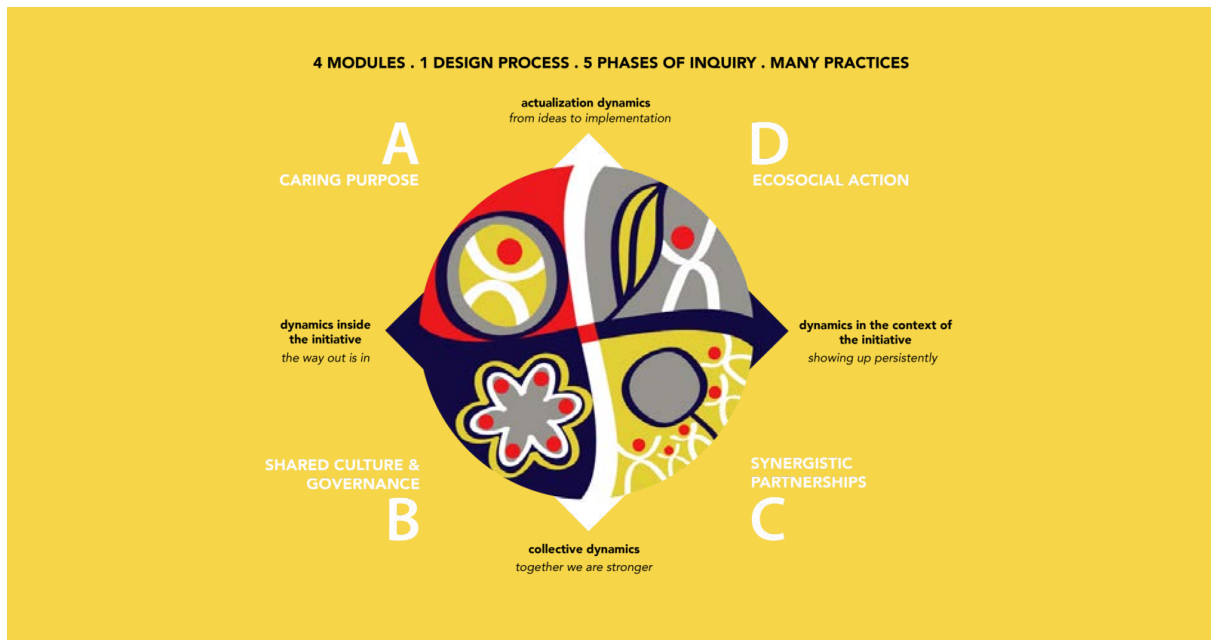 4 MODULES . 1 DESIGN PROCESS . 5 PHASES OF INQUIRY . MANY PRACTICES
actualization dynamics
from ideas to implementation
A
CARING PURPOSE
D
ECOSOCIAL ACTION
dynamics inside
the initiative
the way out is in
dynamics in the context of
the initiative
showing up persistently
SHARED CULTURE &
GOVERNANCE
B
SYNERGISTIC
PARTNERSHIPS
C
collective dynamics
together we are stronger